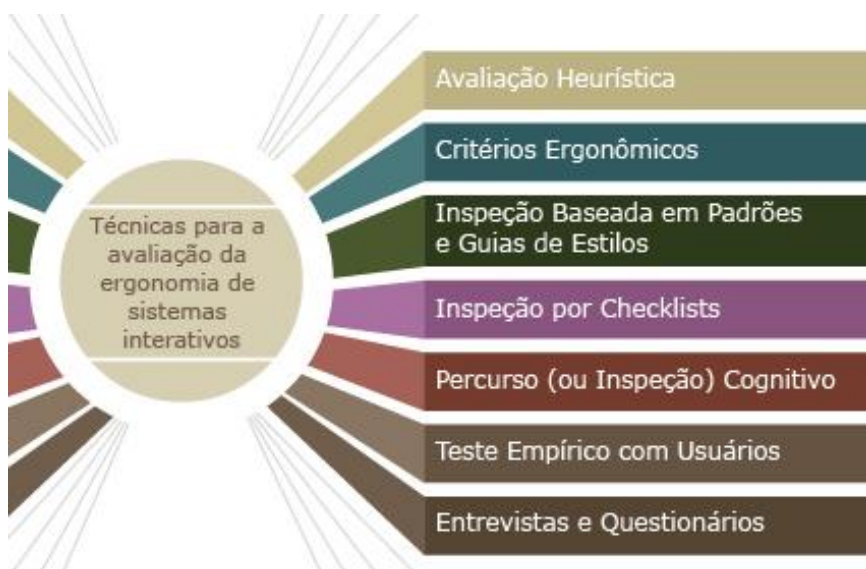 Técnicas para a
avaliação da
ergonomia de
sistemas
interativos
Avaliação Heurística
Critérios Ergonômicos
Inspeção Baseada em Padrões
e Guias de Estilos
Inspeção por Checklists
Percurso (ou Inspeção) Cognitivo
Teste Empírico com Usuários
Entrevistas e Questionários